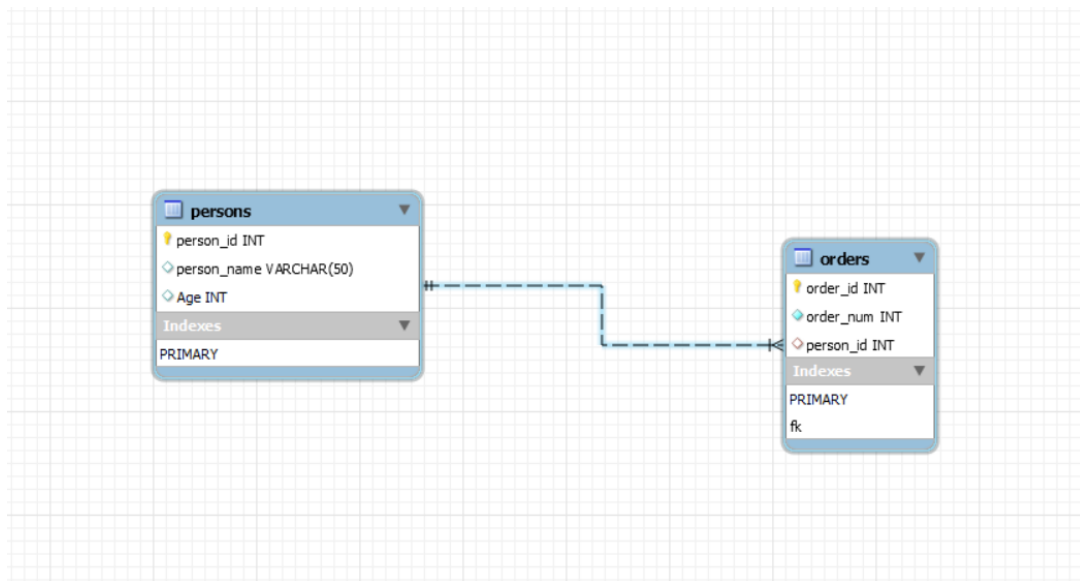 persons
person_id INT
person_name VARCHAR(50)
Age INT
Indexes
PRIMARY
orders
order_id INT
order_num INT
person_id INT
Indexes
PRIMARY
fk